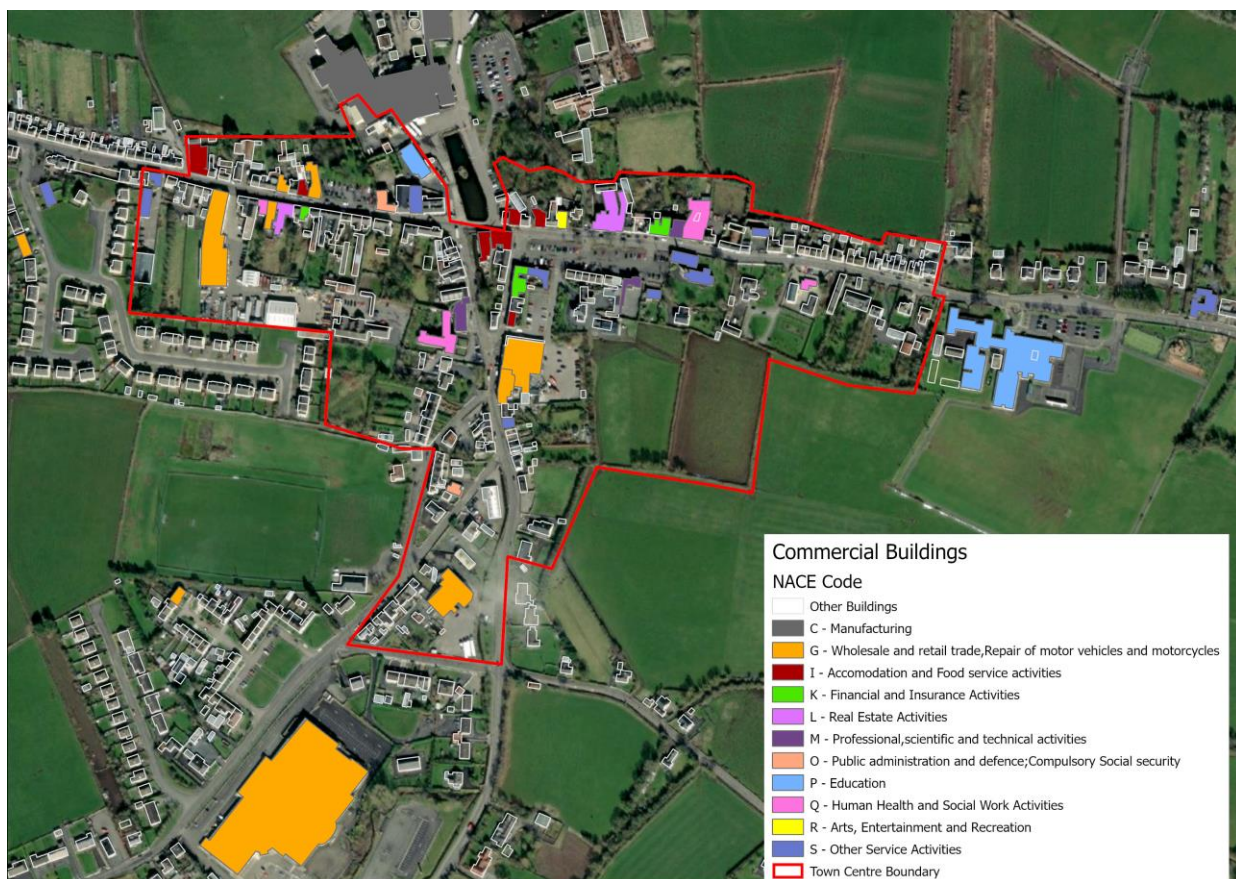 Commercial Buildings
NACE Code
Other Buildings
C - Manufacturing
G - Wholesale and retail trade,Repair of motor vehicles and motorcycles
I - Accomodation and Food service activities
K - Financial and Insurance Activities
L - Real Estate Activities
M - Professional,scientific and technical activities
O - Public administration and defence;Compulsory Social security
P - Education
Q - Human Health and Social Work Activities
R - Arts, Entertainment and Recreation
S - Other Service Activities
Town Centre Boundary